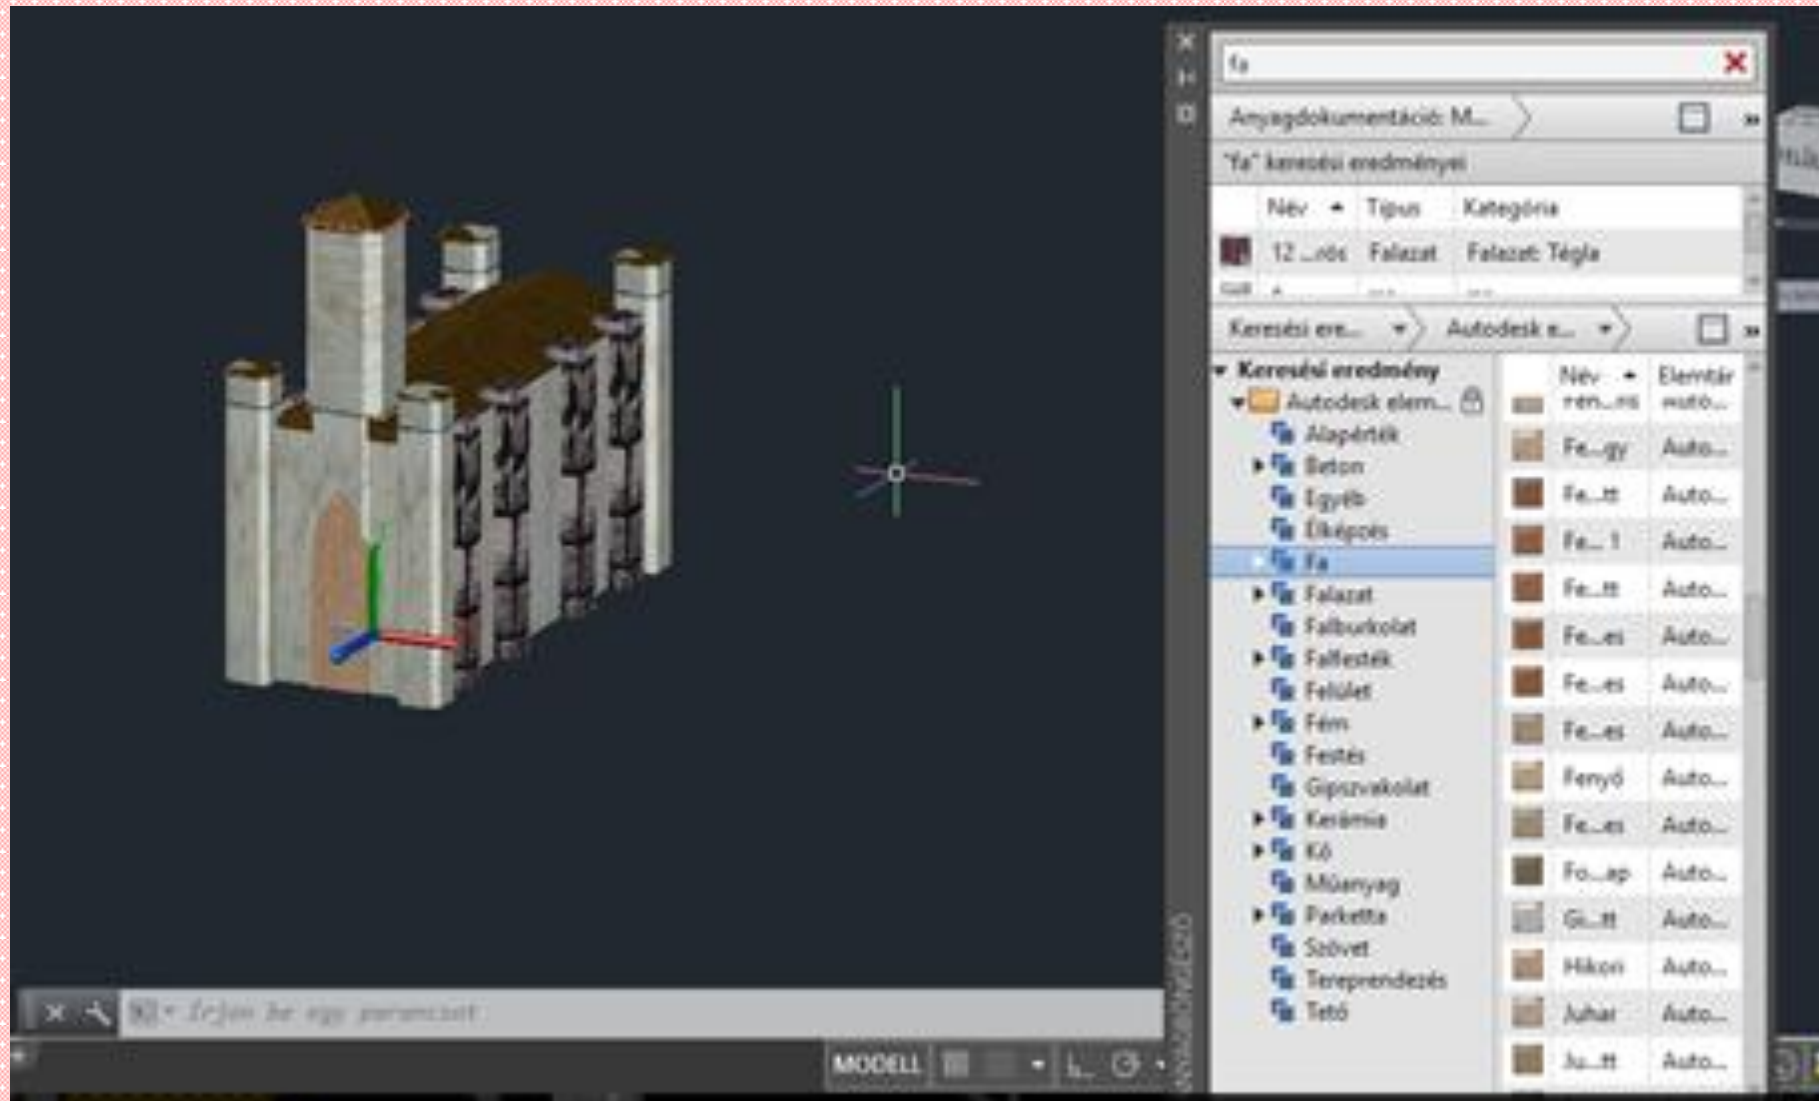 fa
Anyagdokumentáció: M...
"fa" keresési eredményei
Név Típus Kategória
12 ...rös Falazat Falazat: Tégla
Keresési ere... Autodesk e...
Keresési eredmény
Autodesk elem...
Alapérték
Beton
Egyéb
Élképzés
Fa
Falazat
Falburkolat
Falfesték
Felület
Fém
Festés
Gipszvakolat
Kerámia
Kő
Műanyag
Parketta
Szövet
Tereprendezés
Tető
Név Elemtár
Fe...gy Auto...
Fe...tt Auto...
Fe... 1 Auto...
Fe...tt Auto...
Fe...es Auto...
Fe...es Auto...
Fe...es Auto...
Fenyő Auto...
Fe...es Auto...
Fo...ap Auto...
Gi...tt Auto...
Hikori Auto...
Juhar Auto...
Ju...tt Auto...
Írjon be egy parancsot
MODELL